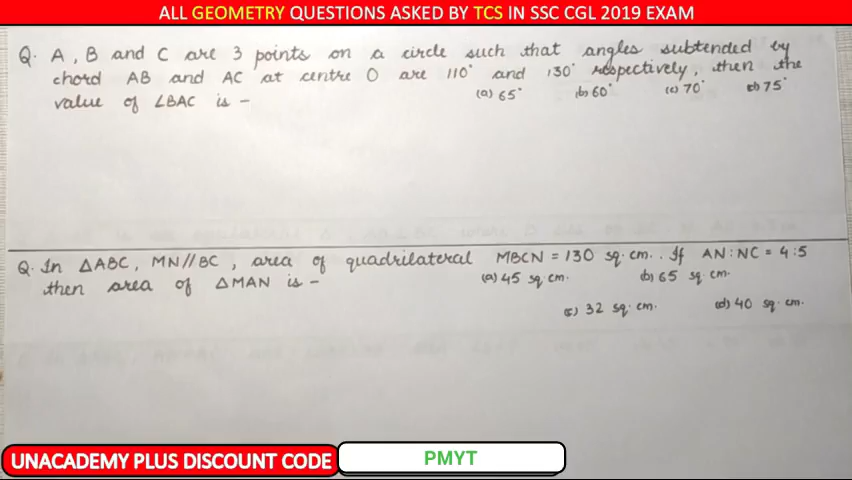 ALL GEOMETRY QUESTIONS ASKED BY TCS IN SSC CGL 2019 EXAM
Q. A, B and C are 3 points on a circle such that angles subtended by
chord AB and AC at centre O are 110° and 130° respectively, then the
value of ∠BAC is -
(a) 65° (b) 60° (c) 70° (d) 75°
Q. In ΔABC, MN//BC, area of quadrilateral MBCN = 130 sq. cm. . If AN:NC = 4:5
then area of ΔMAN is -
(a) 45 sq. cm. (b) 65 sq. cm.
(c) 32 sq. cm. (d) 40 sq. cm.
UNACADEMY PLUS DISCOUNT CODE PMYT